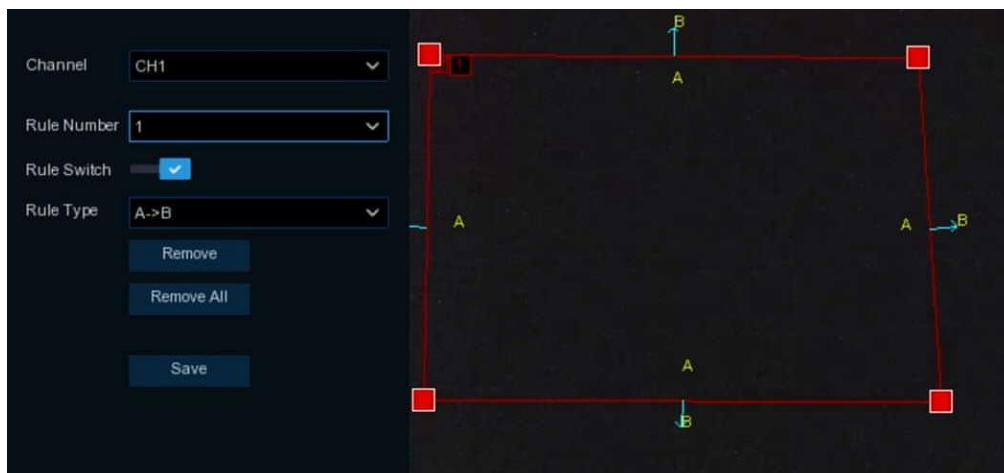 Channel
CH1
Rule Number
1
Rule Switch
Rule Type
A->B
Remove
Remove All
Save
B
A
1
A
A
B
A
B